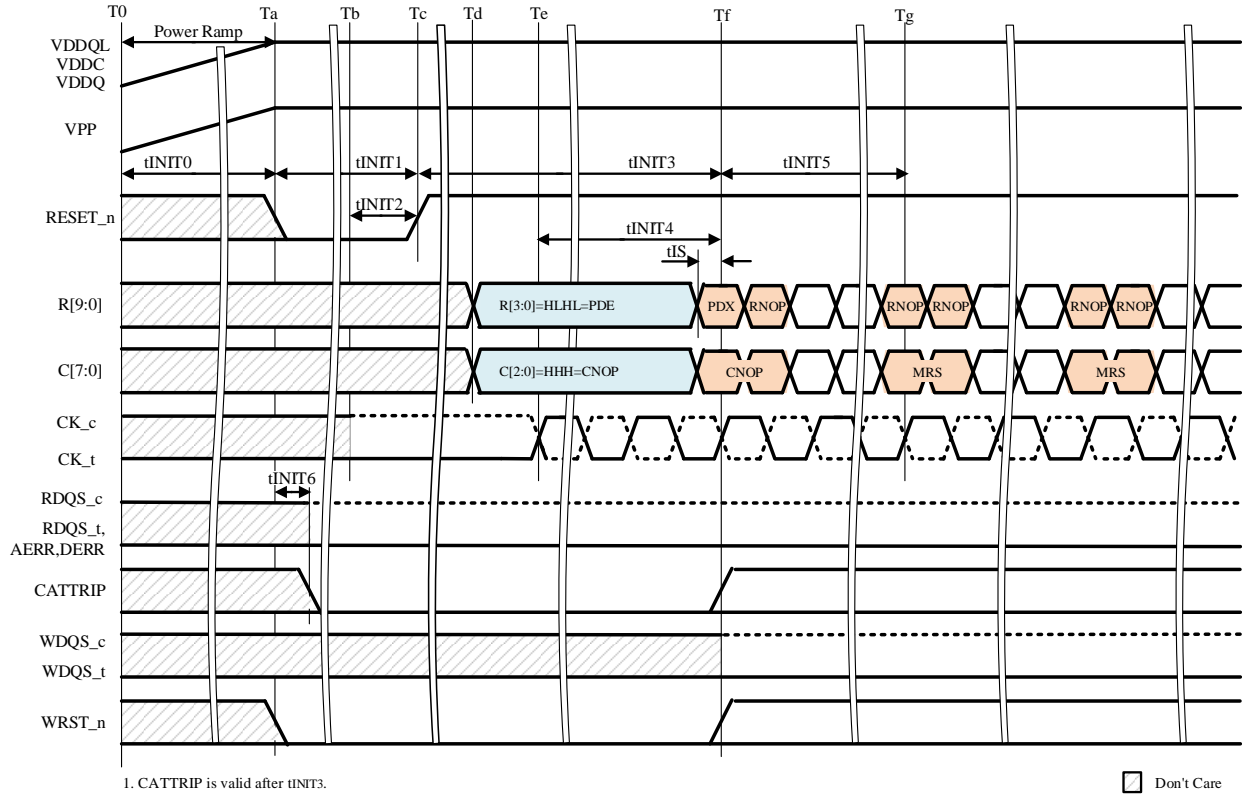 T0 Ta Tb Tc Td Te Tf Tg
Power Ramp
VDDQL
VDDC
VDDQ
VPP
tINIT0 tINIT1 tINIT3 tINIT5
RESET_n tINIT2
tINIT4
tIS
R[9:0] R[3:0]=HLHL=PDE PDX RNOP RNOP RNOP RNOP RNOP
C[7:0] C[2:0]=HHH=CNOP CNOP MRS MRS
CK_c
CK_t
tINIT6
RDQS_c
RDQS_t,
AERR,DERR
CATTRIP
WDQS_c
WDQS_t
WRST_n
1. CATTRIP is valid after tINIT3.
Don't Care